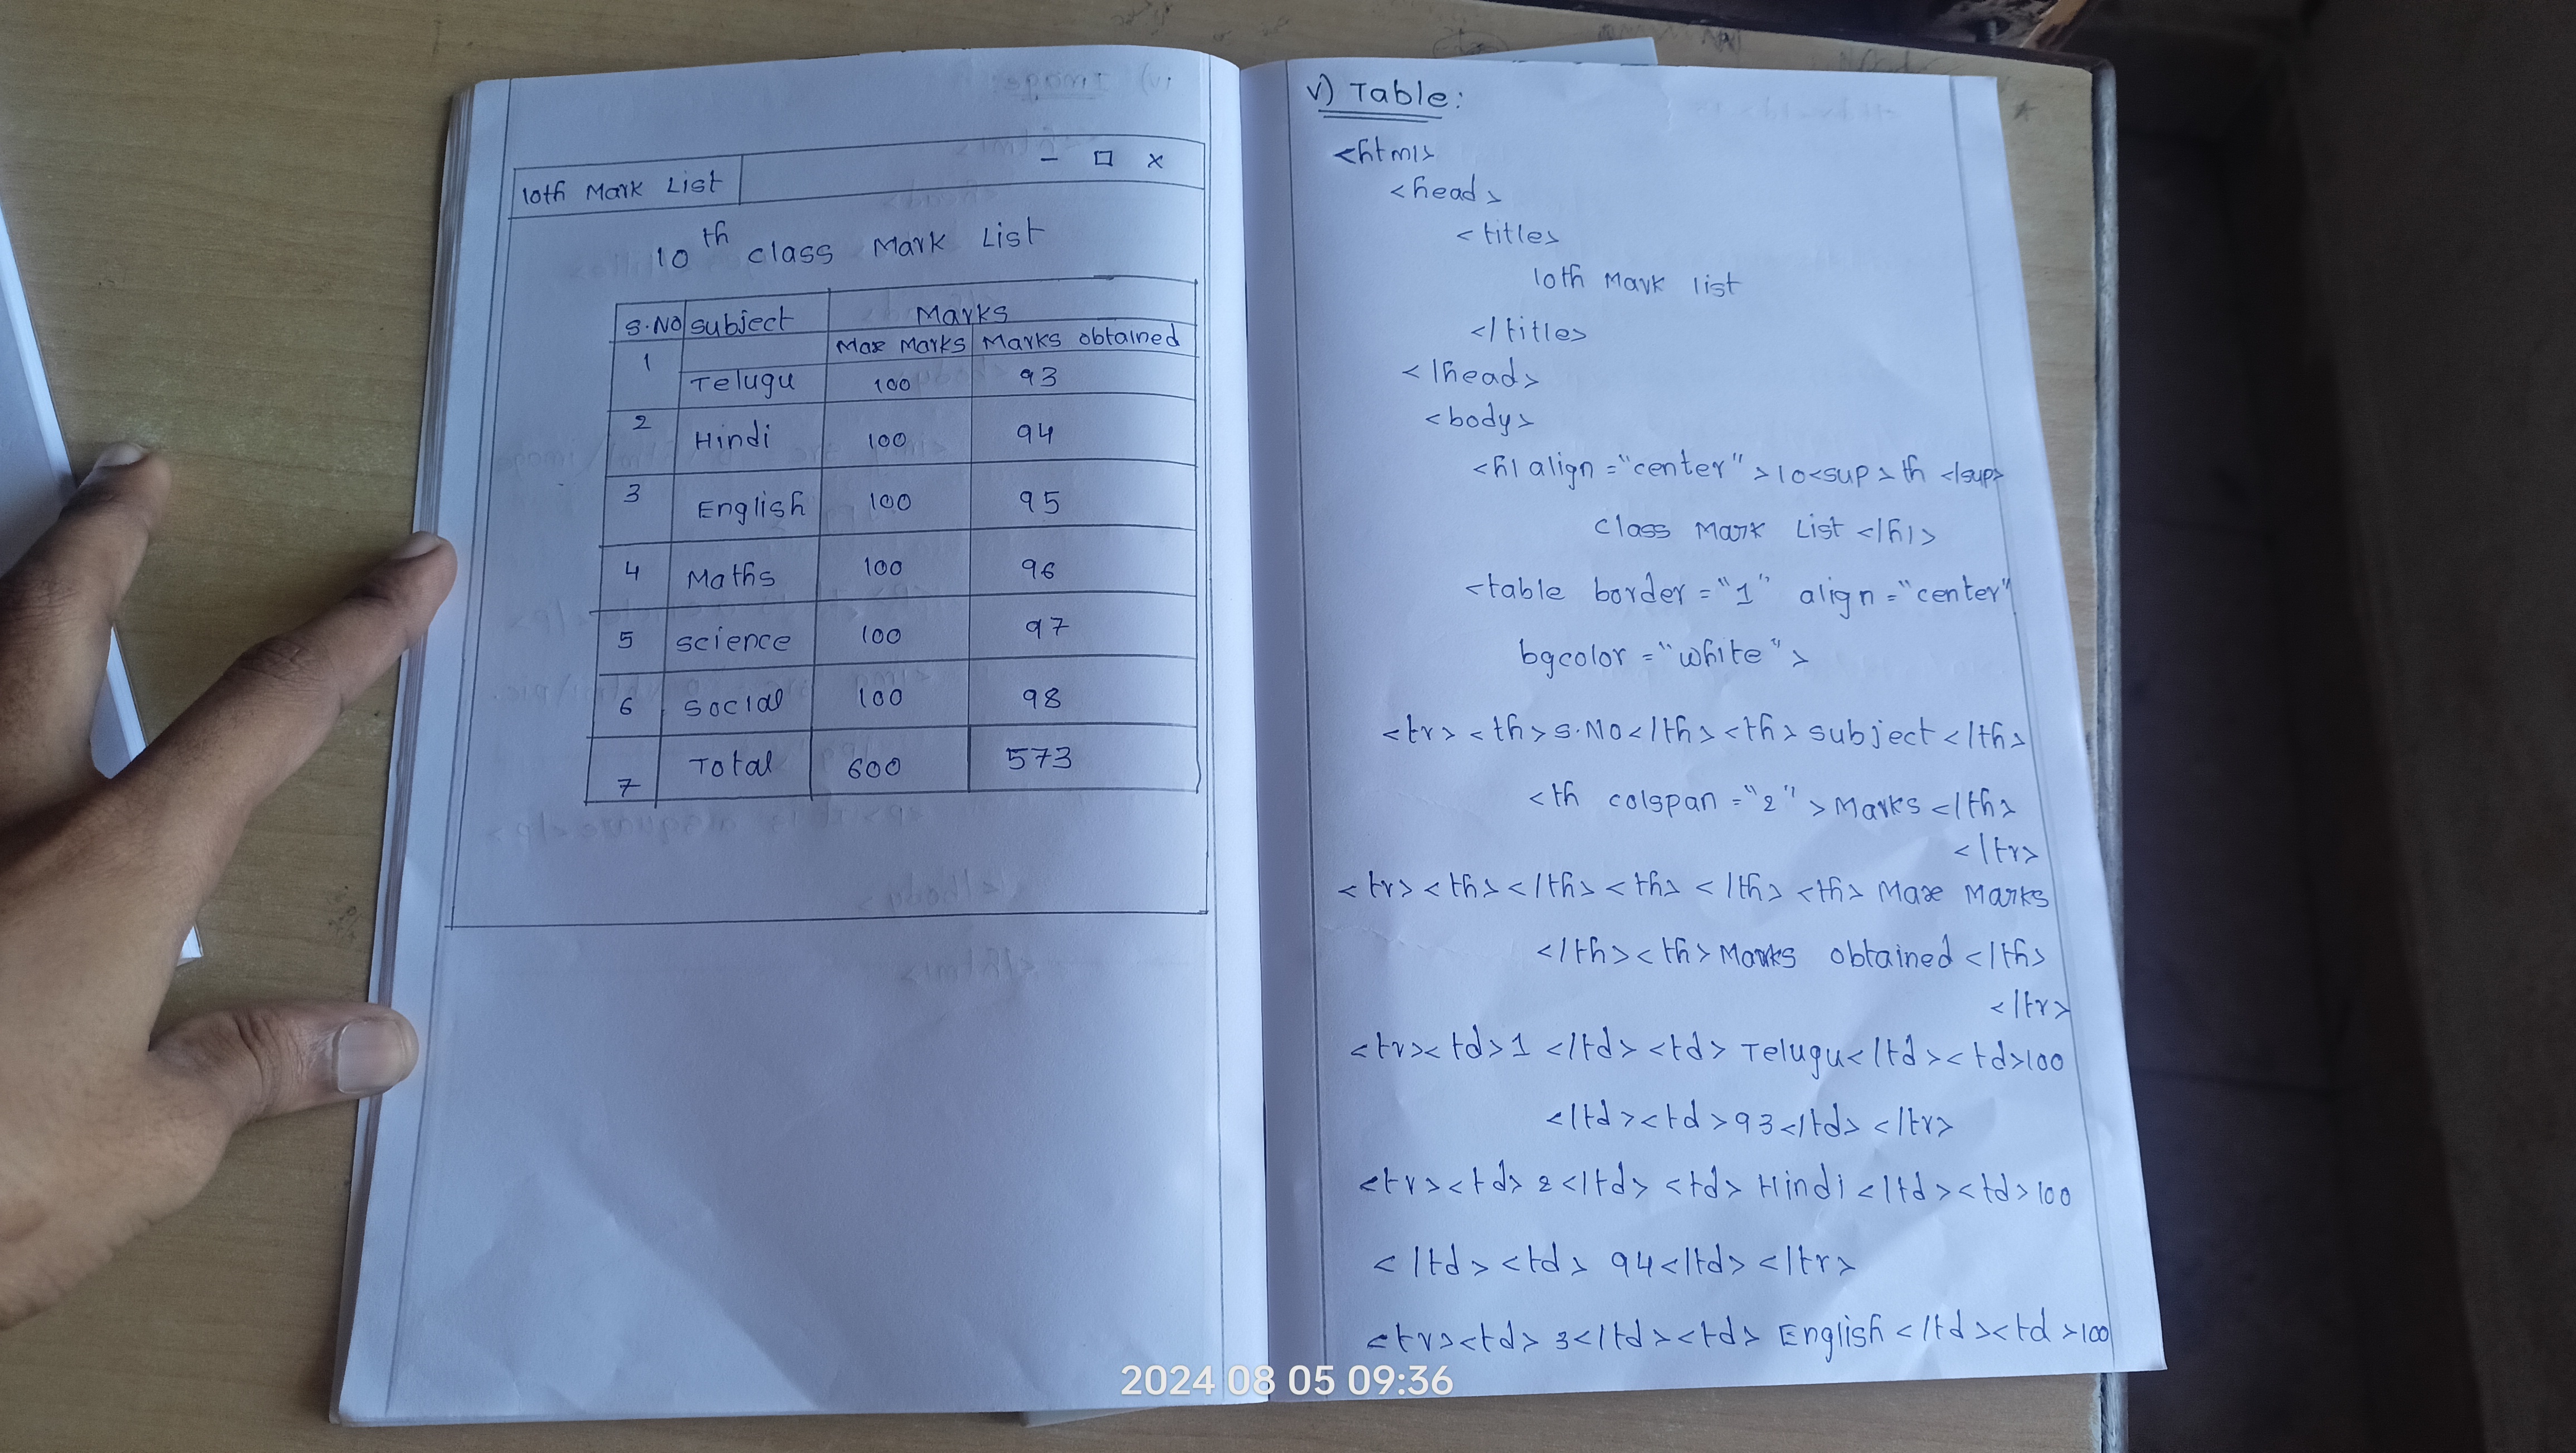 10th Mark List
- □ x
10th class Mark List
S.No Subject Marks
Max Marks Marks obtained
1 Telugu 100 93
2 Hindi 100 94
3 English 100 95
4 Maths 100 96
5 Science 100 97
6 Social 100 98
7 Total 600 573
v) Table:
<html>
<head>
<title>
10th Mark list
</title>
</head>
<body>
<h1 align="center">10<sup>th </sup>
Class Mark List </h1>
<table border="1" align="center"
bgcolor="white">
<tr><th>S.No</th><th>Subject</th>
<th colspan="2">Marks</th>
</tr>
<tr><th></th><th></th><th>Max Marks
</th><th>Marks obtained</th>
</tr>
<tr><td>1</td><td>Telugu</td><td>100
</td><td>93</td></tr>
<tr><td>2</td><td>Hindi</td><td>100
</td><td>94</td></tr>
<tr><td>3</td><td>English</td><td>100
2024 08 05 09:36